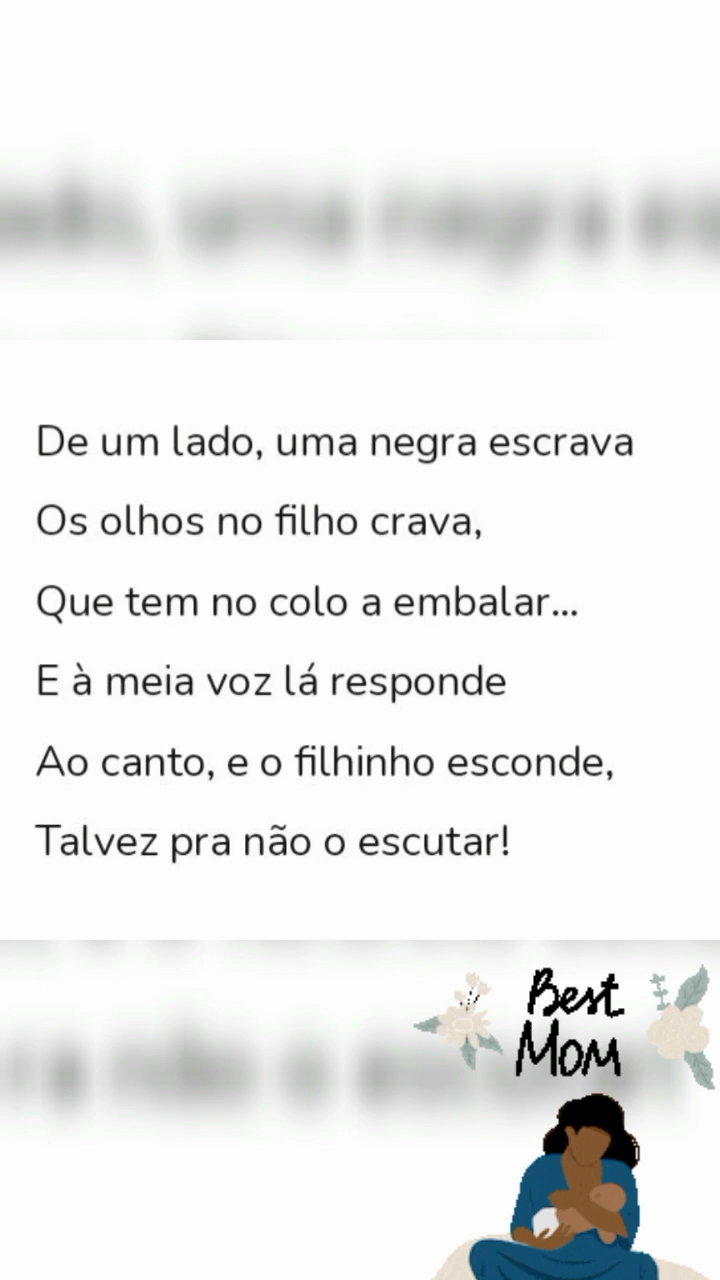 De um lado, uma negra escrava
Os olhos no filho crava,
Que tem no colo a embalar...
E à meia voz lá responde
Ao canto, e o filhinho esconde,
Talvez pra não o escutar!
Best
Mom